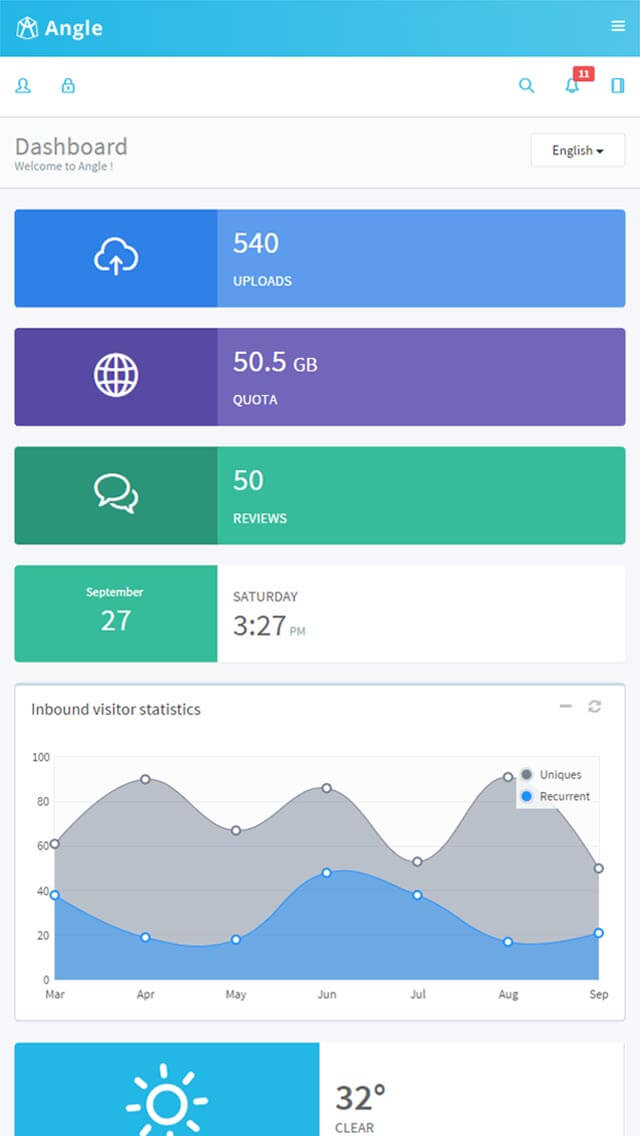 Angle
11
Dashboard
Welcome to Angle !
English
540
UPLOADS
50.5 GB
QUOTA
50
REVIEWS
September
27
SATURDAY
3:27 PM
Inbound visitor statistics
100
80
60
40
20
0
Uniques
Recurrent
Mar Apr May Jun Jul Aug Sep
32°
CLEAR